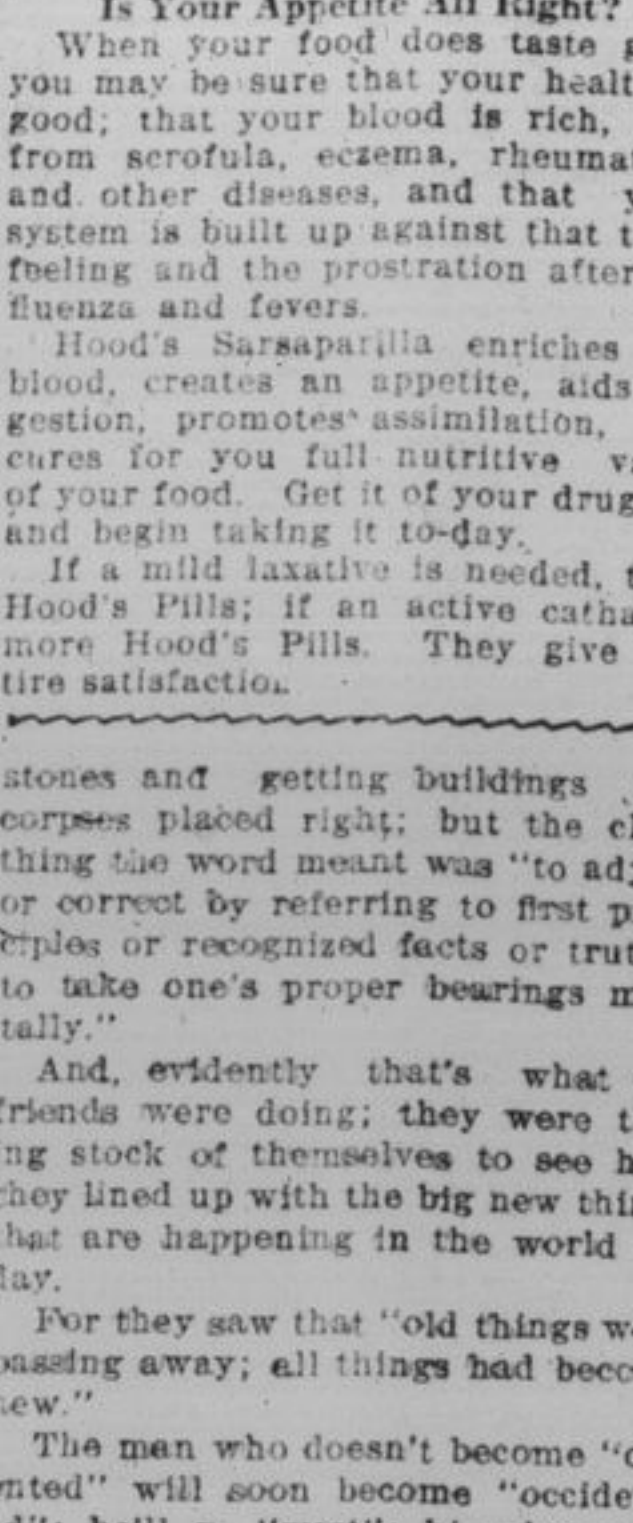 Is Your Appetite All Right?
When your food does taste g
you may be sure that your healt
good; that your blood is rich,
from scrofula, eczema, rheumat
and other diseases, and that y
system is built up against that t
feeling and the prostration after
fluenza and fevers.
Hood's Sarsaparilla enriches
blood, creates an appetite, aids
gestion, promotes assimilation,
cures for you full nutritive va
of your food. Get it of your drug
and begin taking it to-day.
If a mild laxative is needed, t
Hood's Pills; if an active catha
more Hood's Pills. They give
tire satisfaction.
stones and getting buildings
corpses placed right; but the ch
thing the word meant was "to adj
or correct by referring to first p
ciples or recognized facts or trut
to take one's proper bearings m
tally."
And, evidently that's what
friends were doing; they were t
ing stock of themselves to see h
they lined up with the big new thin
that are happening in the world
day.
For they saw that "old things w
passing away; all things had beco
new."
The man who doesn't become "o
nted" will soon become "occide